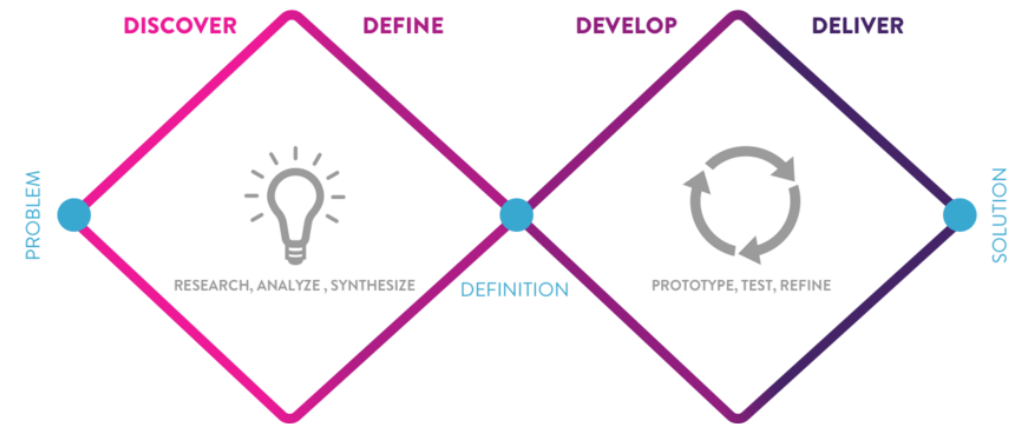 DISCOVER
DEFINE
DEVELOP
DELIVER
PROBLEM
RESEARCH, ANALYZE , SYNTHESIZE
DEFINITION
PROTOTYPE, TEST, REFINE
SOLUTION